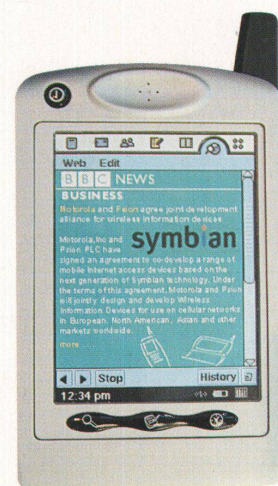 Web Edit
BBC NEWS
BUSINESS
Motorola and Psion agree joint development
alliance for wireless information devices
symbian
Motorola,Inc and
Psion PLC have
signed an agreement to co-develop a range of
mobile Internet access devices based on the
next generation of Symbian technology. Under
the terms of this agreement, Motorola and Psion
will jointly design and develop Wireless
Information Devices for use on cellular networks
in European, North American, Asian and other
markets worldwide.
more...
Stop History
12:34 pm